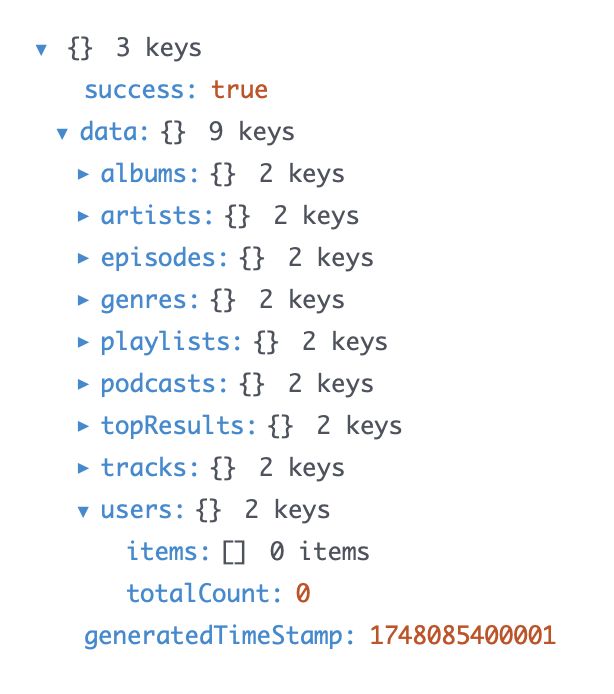 {} 3 keys
success: true
data: {} 9 keys
albums: {} 2 keys
artists: {} 2 keys
episodes: {} 2 keys
genres: {} 2 keys
playlists: {} 2 keys
podcasts: {} 2 keys
topResults: {} 2 keys
tracks: {} 2 keys
users: {} 2 keys
items: [] 0 items
totalCount: 0
generatedTimeStamp: 1748085400001